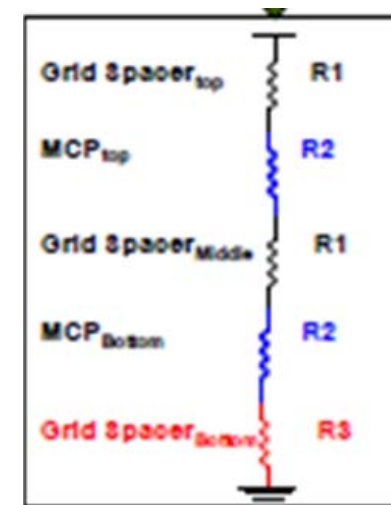 Grid Spacer top R1
MCP top R2
Grid Spacer Middle R1
MCP Bottom R2
Grid Spacer Bottom R3